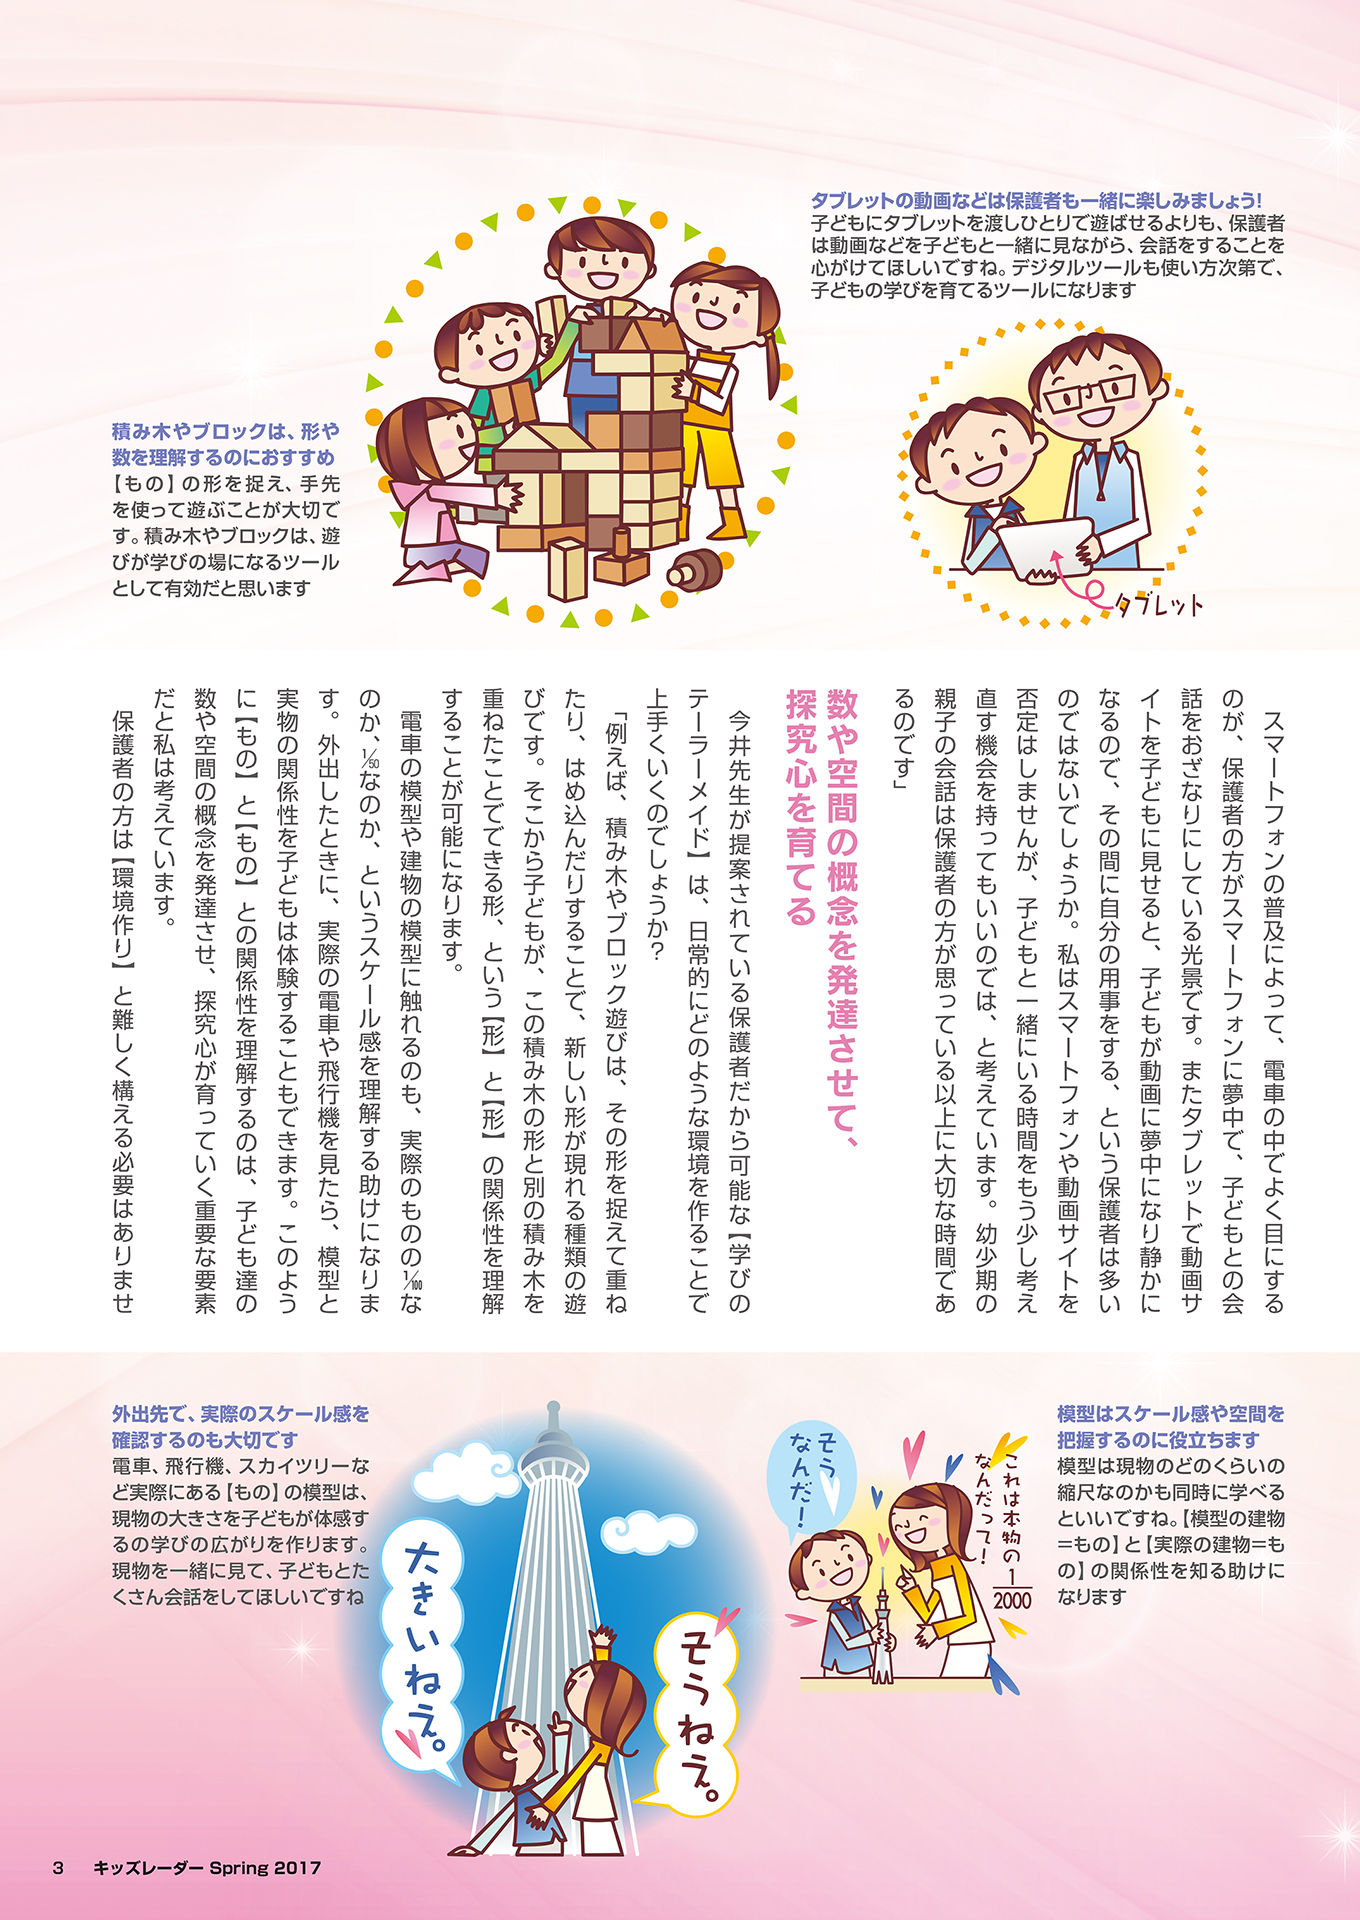 タブレットの動画などは保護者も一緒に楽しみましょう!
子どもにタブレットを渡しひとりで遊ばせるよりも、保護者
は動画などを子どもと一緒に見ながら、会話をすることを
心がけてほしいですね。デジタルツールも使い方次第で、
子どもの学びを育てるツールになります
タブレット
積み木やブロックは、形や
数を理解するのにおすすめ
【もの】の形を捉え、手先
を使って遊ぶことが大切で
す。積み木やブロックは、遊
びが学びの場になるツール
として有効だと思います
スマートフォンの普及によって、電車の中でよく目にする
のが、保護者の方がスマートフォンに夢中で、子どもとの会
話をおざなりにしている光景です。またタブレットで動画サ
イトを子どもに見せると、子どもが動画に夢中になり静かに
なるので、その間に自分の用事をする、という保護者は多い
のではないでしょうか。私はスマートフォンや動画サイトを
否定はしませんが、子どもと一緒にいる時間をもう少し考え
直す機会を持ってもいいのでは、と考えています。幼少期の
親子の会話は保護者の方が思っている以上に大切な時間であ
るのです」
数や空間の概念を発達させて、
探究心を育てる
今井先生が提案されている保護者だから可能な【学びの
テーラーメイド】は、日常的にどのような環境を作ることで
上手くいくのでしょうか?
「例えば、積み木やブロック遊びは、その形を捉えて重ね
たり、はめ込んだりすることで、新しい形が現れる種類の遊
びです。そこから子どもが、この積み木の形と別の積み木を
重ねたことでできる形、という【形】と【形】の関係性を理解
することが可能になります。
電車の模型や建物の模型に触れるのも、実際のものの1/100な
のか、1/50なのか、というスケール感を理解する助けになりま
す。外出したときに、実際の電車や飛行機を見たら、模型と
実物の関係性を子どもは体験することもできます。このよう
に【もの】と【もの】との関係性を理解するのは、子ども達の
数や空間の概念を発達させ、探究心が育っていく重要な要素
だと私は考えています。
保護者の方は【環境作り】と難しく構える必要はありませ
模型はスケール感や空間を
把握するのに役立ちます
模型は現物のどのくらいの
縮尺なのかも同時に学べる
といいですね。【模型の建物
＝もの】と【実際の建物＝も
の】の関係性を知る助けに
なります
これは本物の1/2000
なんだって!
そう
なんだ!
外出先で、実際のスケール感を
確認するのも大切です
電車、飛行機、スカイツリーな
ど実際にある【もの】の模型は、
現物の大きさを子どもが体感す
るの学びの広がりを作ります。
現物を一緒に見て、子どもとた
くさん会話をしてほしいですね
大きいねえ。
そうねえ。
3 キッズレーダー Spring 2017